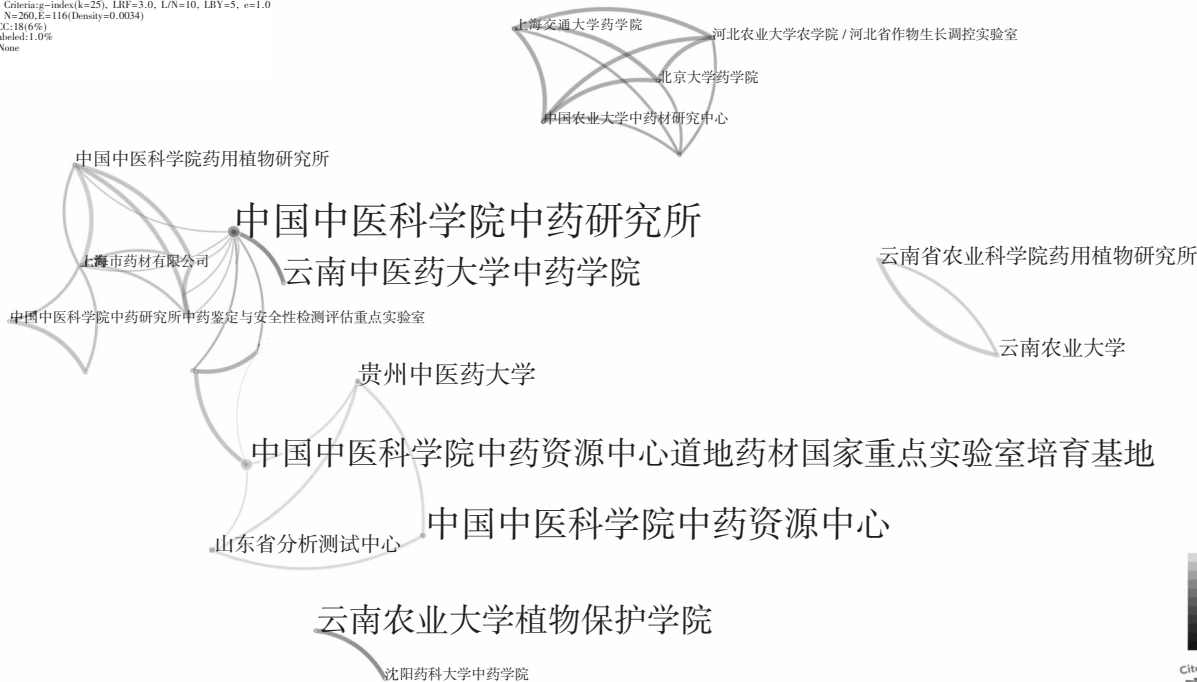 Criteria:g-index(k=25), LRF=3.0, L/N=10, LBY=5, e=1.0
N=260,E=116(Density=0.0034)
CC:18(6%)
abeled:1.0%
None
上海交通大学药学院
河北农业大学农学院 / 河北省作物生长调控实验室
北京大学药学院
中国农业大学中药材研究中心
中国中医科学院药用植物研究所
中国中医科学院中药研究所
云南省农业科学院药用植物研究所
上海市药材有限公司
云南中医药大学中药学院
中国中医科学院中药研究所中药鉴定与安全性检测评估重点实验室
云南农业大学
贵州中医药大学
中国中医科学院中药资源中心道地药材国家重点实验室培育基地
中国中医科学院中药资源中心
山东省分析测试中心
云南农业大学植物保护学院
沈阳药科大学中药学院
Cite